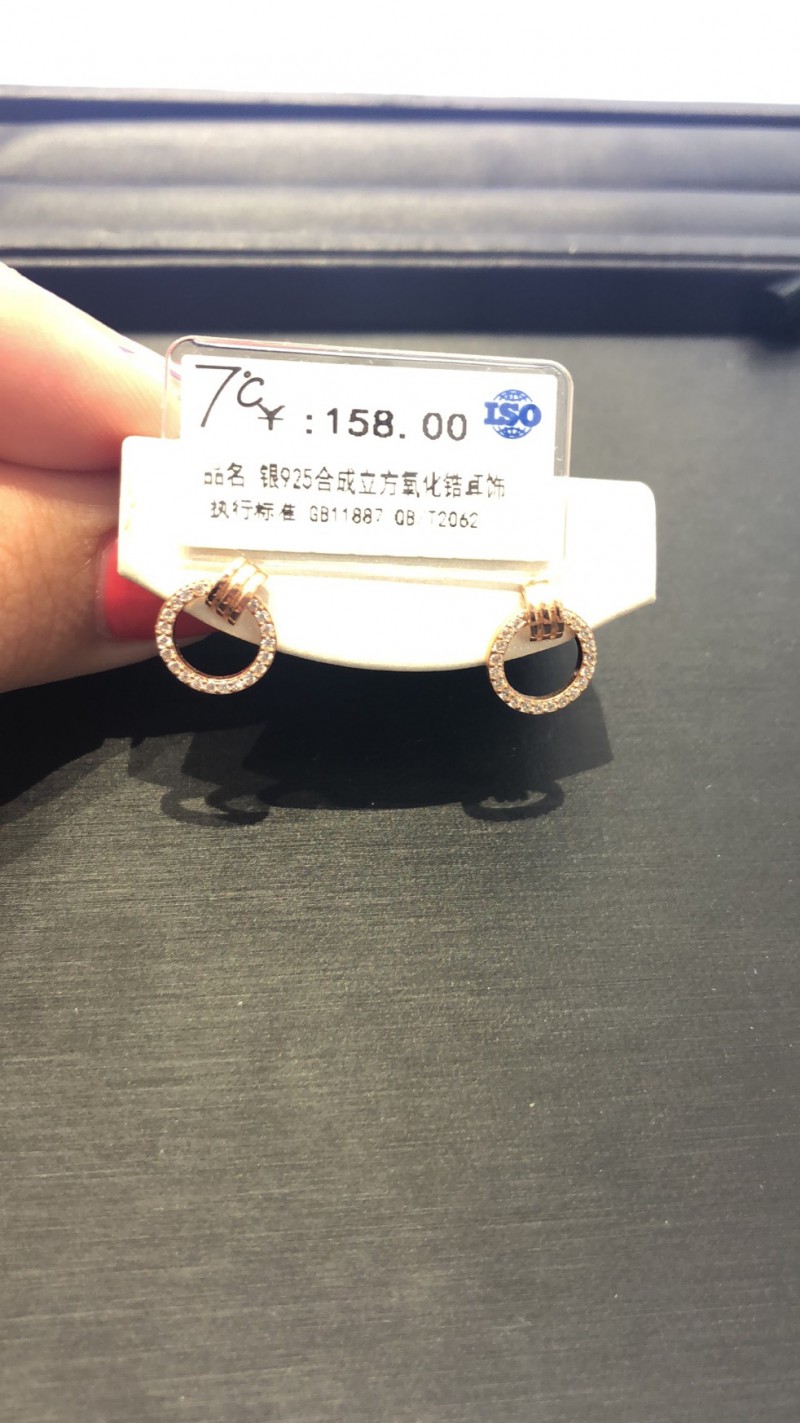 7°C
¥:158.00 ISO
品名 银925合成立方氧化锆耳饰
执行标准 GB11887 QB/T2062